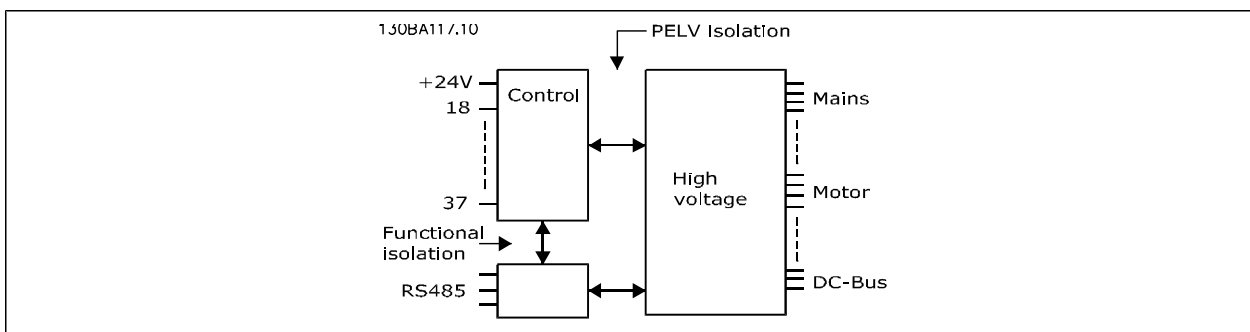 130BA117.10
PELV Isolation
+24V
Control
18
Mains
High
voltage
Motor
37
Functional
isolation
RS485
DC-Bus